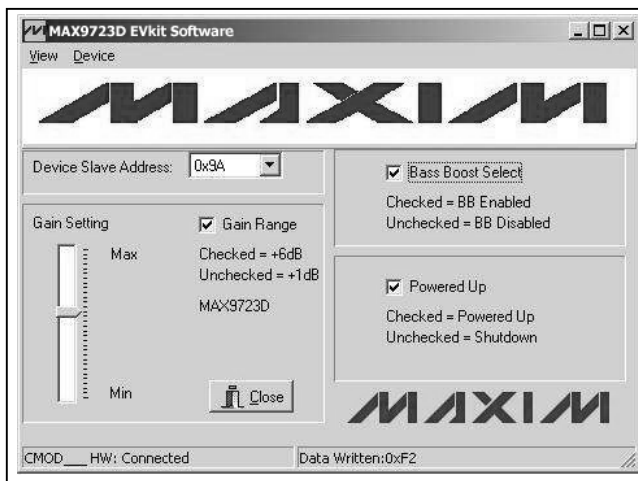 MAX9723D EVkit Software
View Device
MAXIM
Device Slave Address: 0x9A
Gain Setting
Max
Min
Gain Range
Checked = +6dB
Unchecked = +1dB
MAX9723D
Close
Bass Boost Select
Checked = BB Enabled
Unchecked = BB Disabled
Powered Up
Checked = Powered Up
Unchecked = Shutdown
MAXIM
CMOD___ HW: Connected
Data Written:0xF2